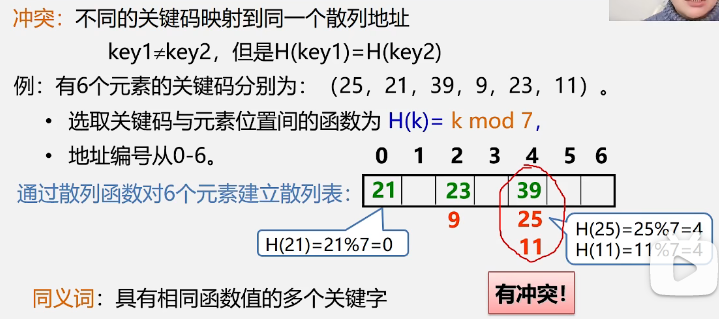 冲突：不同的关键码映射到同一个散列地址
key1≠key2，但是H(key1)=H(key2)
例：有6个元素的关键码分别为：（25，21，39，9，23，11）。
• 选取关键码与元素位置间的函数为 H(k)= k mod 7，
• 地址编号从0-6。
0 1 2 3 4 5 6
通过散列函数对6个元素建立散列表：
21 23 39
9 25
11
H(21)=21%7=0
H(25)=25%7=4
H(11)=11%7=4
有冲突！
同义词：具有相同函数值的多个关键字